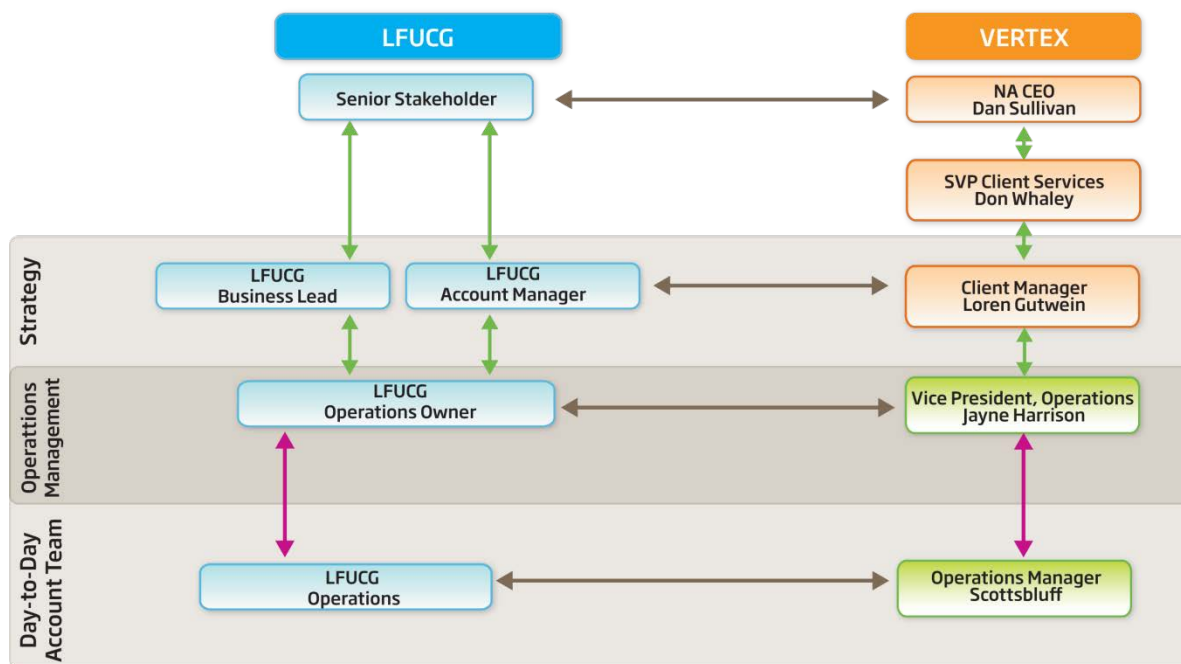 LFUCG
VERTEX
Senior Stakeholder
NA CEO
Dan Sullivan
SVP Client Services
Don Whaley
Strategy
LFUCG
Business Lead
LFUCG
Account Manager
Client Manager
Loren Gutwein
Operattions
Management
LFUCG
Operations Owner
Vice President, Operations
Jayne Harrison
Day-to-Day
Account Team
LFUCG
Operations
Operations Manager
Scottsbluff